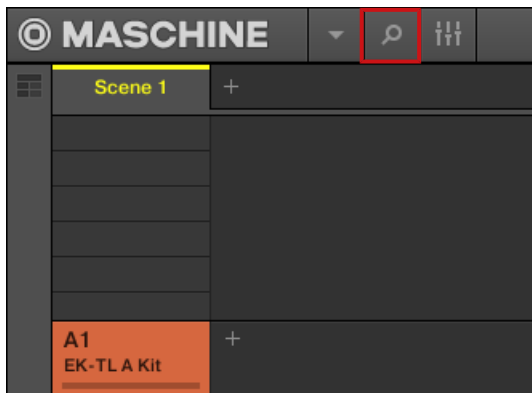 MASCHINE
Scene 1
+
A1
+
EK-TL A Kit